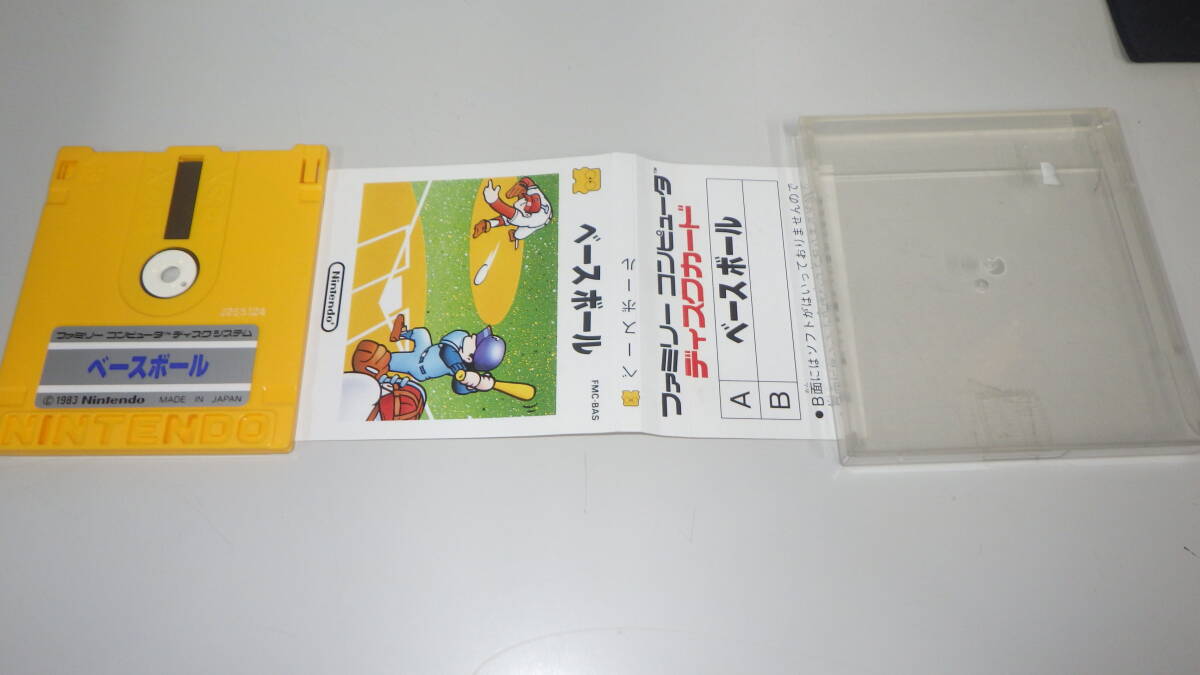 ファミリー コンピュータ™ ディスク システム
ベースボール
© 1983 Nintendo MADE IN JAPAN
NINTENDO
Nintendo®
ベースボール
FMC-BAS
ベースボール
ファミリー コンピュータ™
ディスクカード
A ベースボール
B
●B面にはソフトがはいっておりませんので